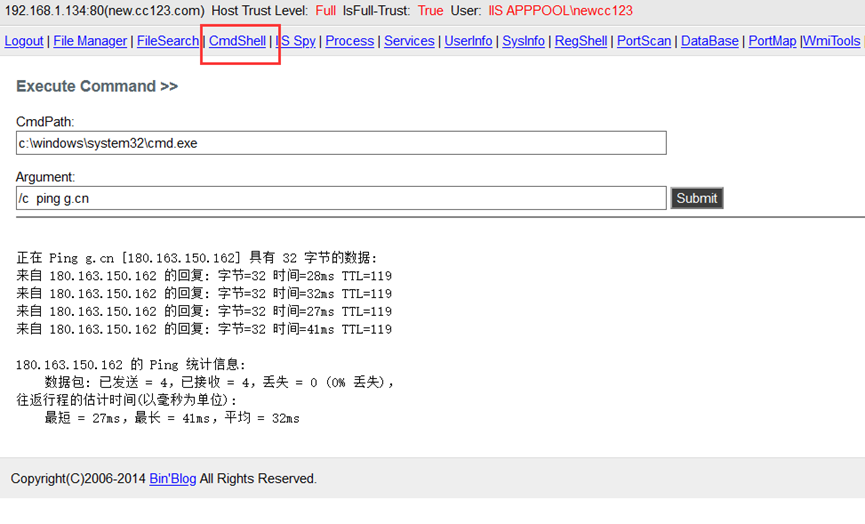 192.168.1.134:80(new.cc123.com) Host Trust Level: Full IsFull-Trust: True User: IIS APPPOOL\newcc123
Logout | File Manager | FileSearch | CmdShell | IIS Spy | Process | Services | UserInfo | SysInfo | RegShell | PortScan | DataBase | PortMap |WmiTools
Execute Command >>
CmdPath:
c:\windows\system32\cmd.exe
Argument:
/c  ping g.cn
Submit
正在 Ping g.cn [180.163.150.162] 具有 32 字节的数据:
来自 180.163.150.162 的回复: 字节=32 时间=28ms TTL=119
来自 180.163.150.162 的回复: 字节=32 时间=32ms TTL=119
来自 180.163.150.162 的回复: 字节=32 时间=27ms TTL=119
来自 180.163.150.162 的回复: 字节=32 时间=41ms TTL=119
180.163.150.162 的 Ping 统计信息:
数据包: 已发送 = 4，已接收 = 4，丢失 = 0 (0% 丢失)，
往返行程的估计时间(以毫秒为单位):
最短 = 27ms，最长 = 41ms，平均 = 32ms
Copyright(C)2006-2014 Bin'Blog All Rights Reserved.